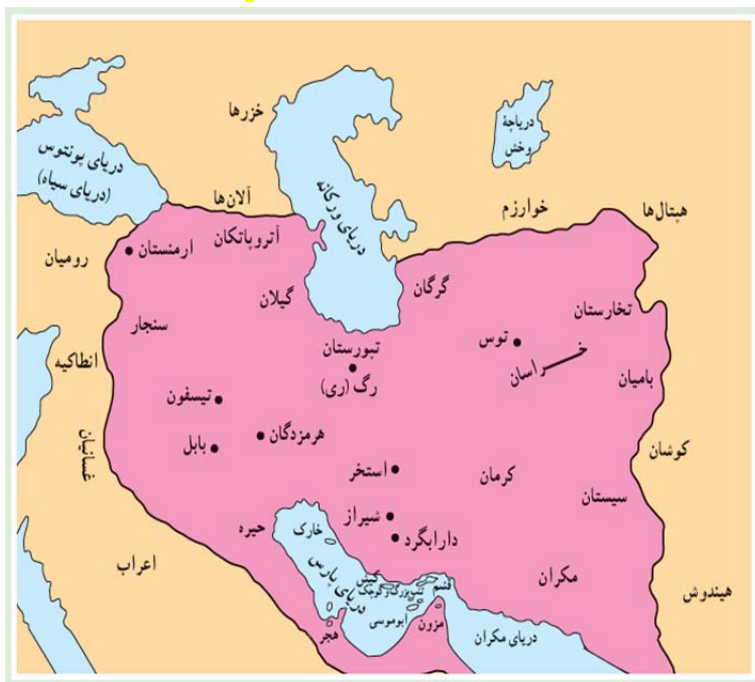 خزرها
دریاچهٔ
وخش
دریای پونتوس
(دریای سیاه)
آلان‌ها
دریای ورکانه
خوارزم
هپتال‌ها
رومیان
ارمنستان
آتروپاتکان
گیلان
گرگان
تخارستان
سنجار
انطاکیه
تپورستان
رگ (ری)
توس
خراسان
بامیان
تیسفون
هرمزدگان
بابل
غسانیان
استخر
کرمان
کوشان
سیستان
شیراز
دارابگرد
حیره
خارک
دریای پارس
اعراب
کیش
قشم
تنب بزرگ و کوچک
ابوموسی
هجر
مزون
مکران
دریای مکران
هیندوش